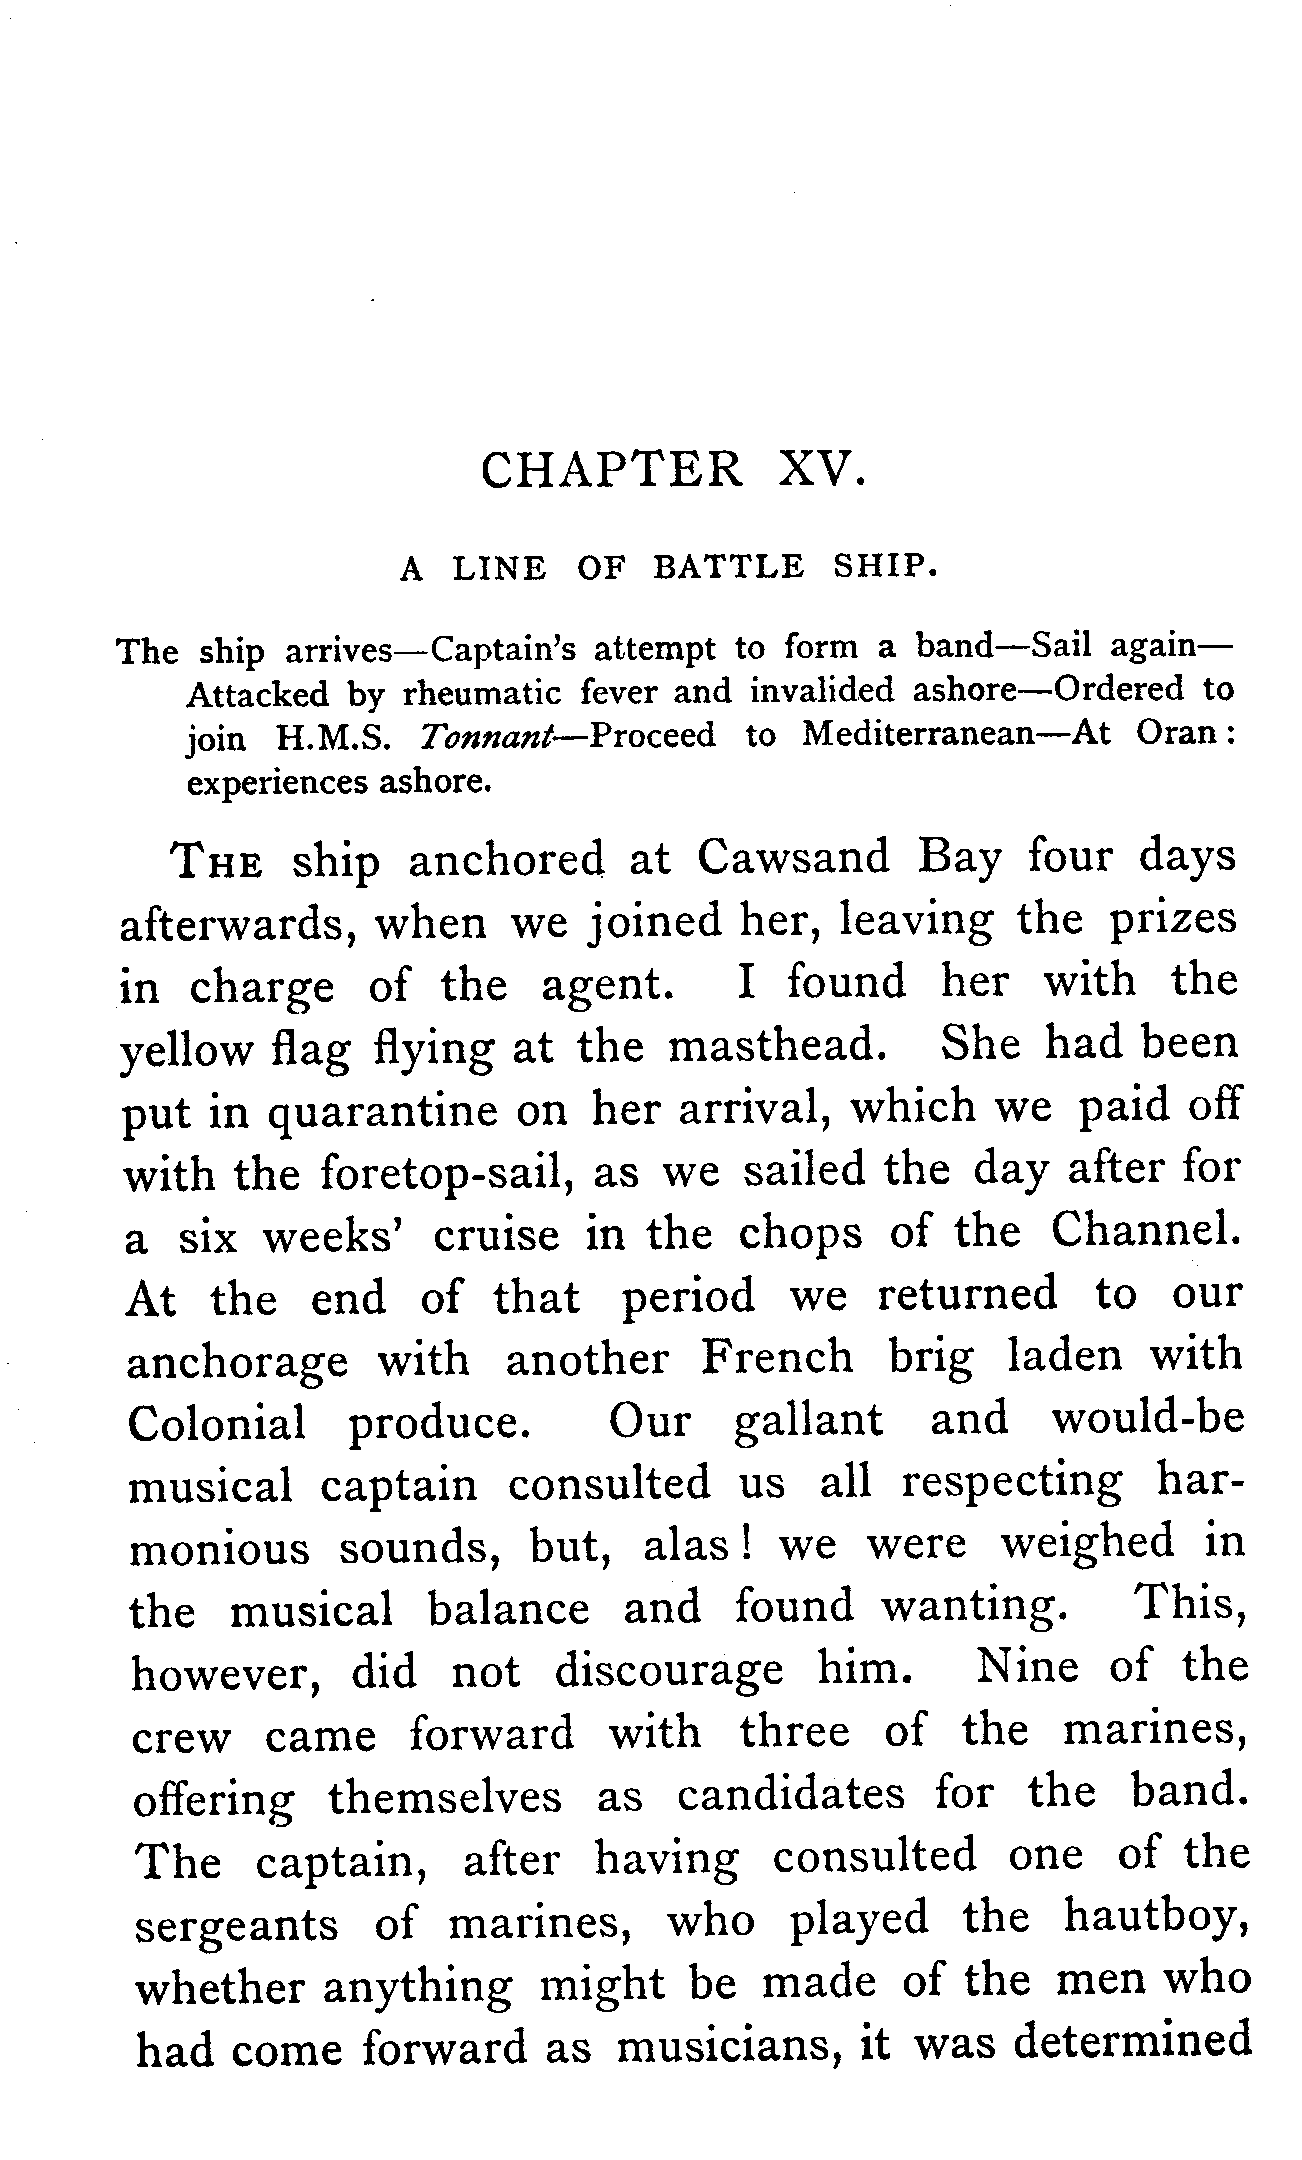 CHAPTER XV.
A LINE OF BATTLE SHIP.
The ship arrives—Captain's attempt to form a band—Sail again—
Attacked by rheumatic fever and invalided ashore—Ordered to
join H.M.S. Tonnant—Proceed to Mediterranean—At Oran:
experiences ashore.
THE ship anchored at Cawsand Bay four days
afterwards, when we joined her, leaving the prizes
in charge of the agent. I found her with the
yellow flag flying at the masthead. She had been
put in quarantine on her arrival, which we paid off
with the foretop-sail, as we sailed the day after for
a six weeks' cruise in the chops of the Channel.
At the end of that period we returned to our
anchorage with another French brig laden with
Colonial produce. Our gallant and would-be
musical captain consulted us all respecting har-
monious sounds, but, alas! we were weighed in
the musical balance and found wanting. This,
however, did not discourage him. Nine of the
crew came forward with three of the marines,
offering themselves as candidates for the band.
The captain, after having consulted one of the
sergeants of marines, who played the hautboy,
whether anything might be made of the men who
had come forward as musicians, it was determined